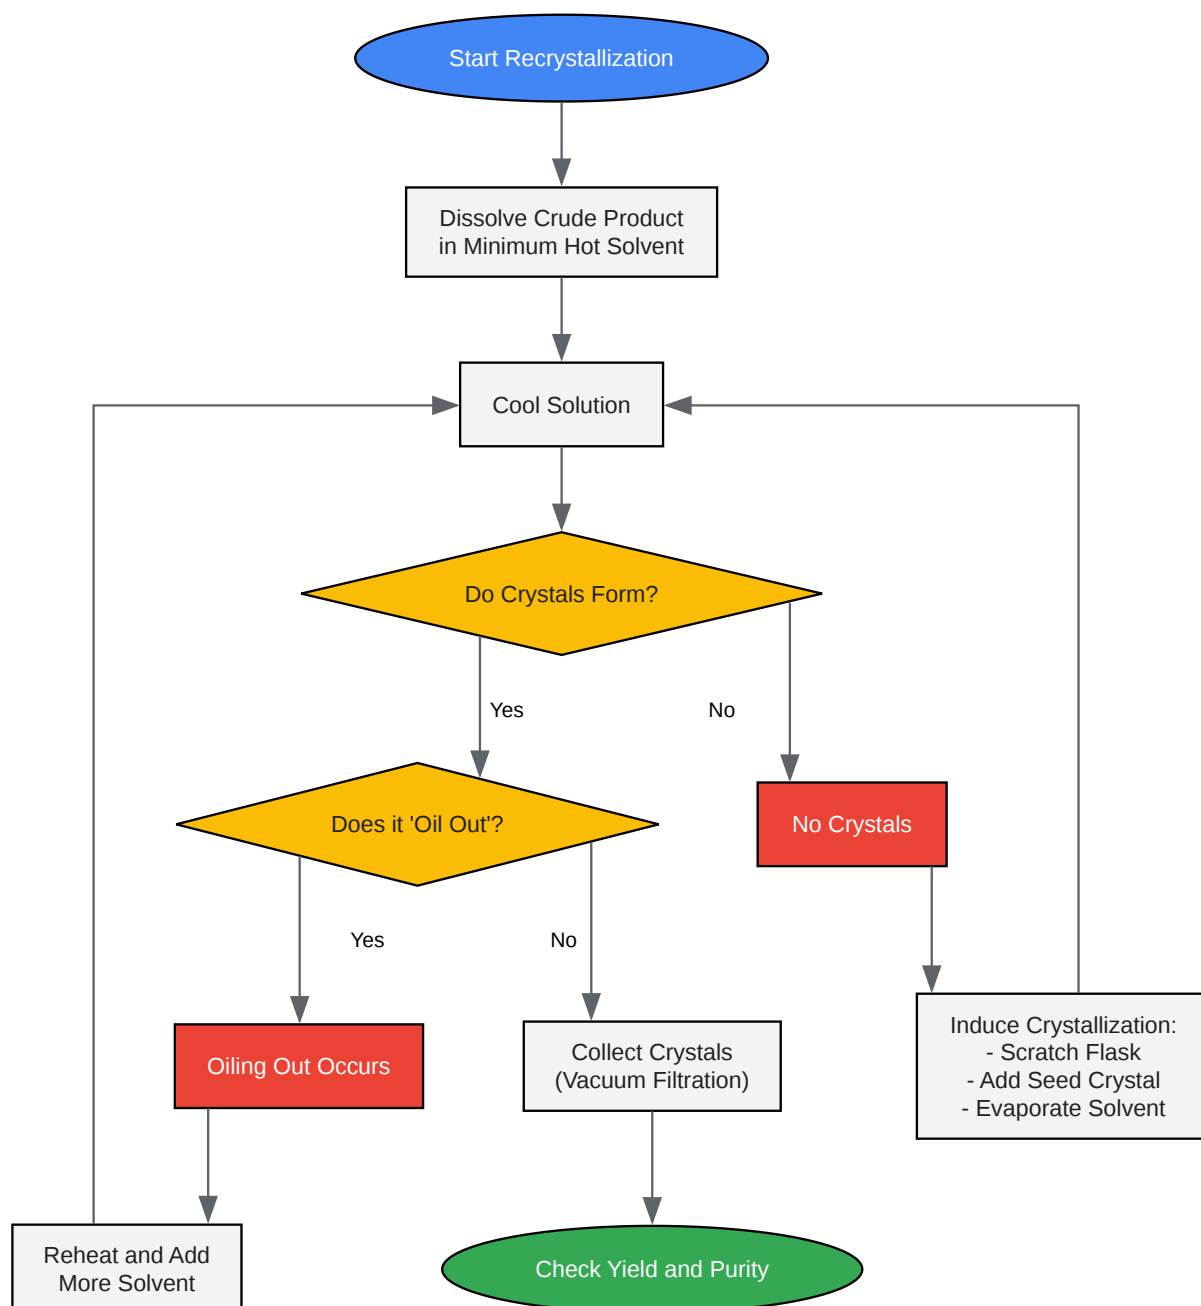 Start Recrystallization
Dissolve Crude Product
in Minimum Hot Solvent
Cool Solution
Do Crystals Form?
Yes
No
Does it 'Oil Out'?
No Crystals
Yes
No
Oiling Out Occurs
Collect Crystals
(Vacuum Filtration)
Induce Crystallization:
- Scratch Flask
- Add Seed Crystal
- Evaporate Solvent
Reheat and Add
More Solvent
Check Yield and Purity